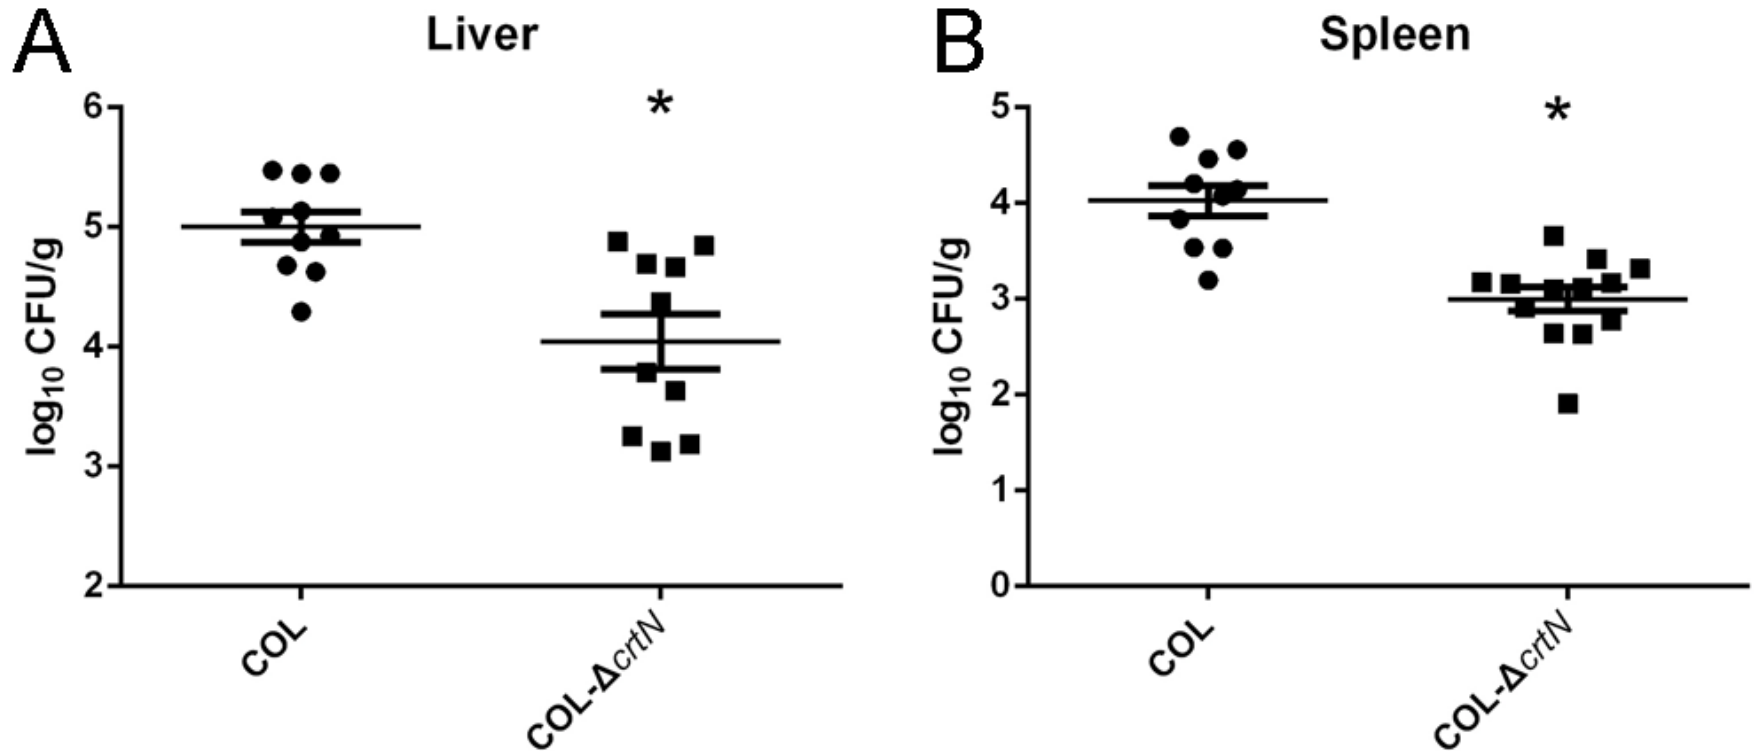 A
Liver
log10 CFU/g
6
5
4
3
2
*
COL
COL-ΔcrtN
B
Spleen
log10 CFU/g
5
4
3
2
1
0
*
COL
COL-ΔcrtN